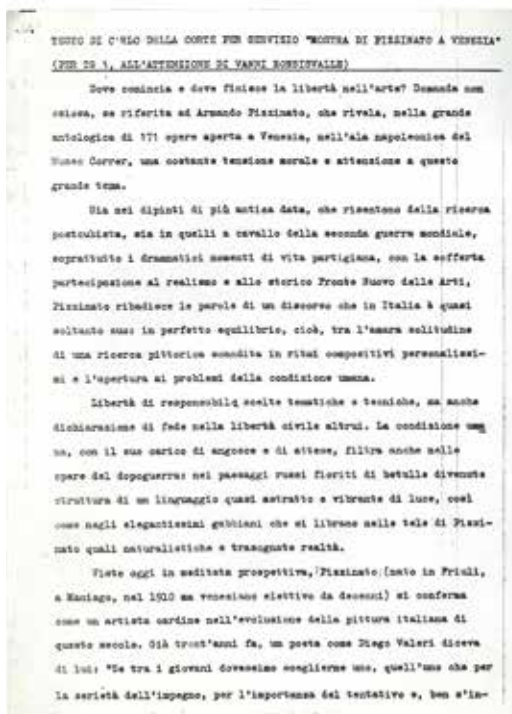 TESTO DI CARLO DELLA CORTE PER SERVIZIO "MOSTRA DI PIZZINATO A VENEZIA"
(PER TG 1, ALL'ATTENZIONE DI VANNI RONSISVALLE)
Dove comincia e dove finisce la libertà nell'arte? Domanda non
oziosa, se riferita ad Armando Pizzinato, che rivela, nella grande
antologica di 171 opere aperta a Venezia, nell'ala napoleonica del
Museo Correr, una costante tensione morale e attenzione a questo
grande tema.
Sia nei dipinti di più antica data, che risentono della ricerca
postcubista, sia in quelli a cavallo della seconda guerra mondiale,
soprattutto i drammatici momenti di vita partigiana, con la sofferta
partecipazione al realismo e allo storico Fronte Nuovo delle Arti,
Pizzinato ribadisce le parole di un discorso che in Italia è quasi
soltanto suo: in perfetto equilibrio, cioè, tra l'amara solitudine
di una ricerca pittorica scandita in ritmi compositivi personalissi-
mi e l'apertura ai problemi della condizione umana.
Libertà di scelte tematiche e tecniche, ma anche
dichiarazione di fede nella libertà civile altrui. La condizione uma
na, con il suo carico di angosce e di attese, filtra anche nelle
opere del dopoguerra: nei paesaggi russi fioriti di betulle divenute
struttura di un linguaggio quasi astratto e vibrante di luce, così
come negli elegantissimi gabbiani che si librano nelle tele di Pizzi-
nato quali naturalistiche e trasognate realtà.
Visto oggi in meditata prospettiva, Pizzinato (nato in Friuli,
a Maniago, nel 1910 ma veneziano elettivo da decenni) si conferma
come un artista cardine nell'evoluzione della pittura italiana di
questo secolo. Già trent'anni fa, un poeta come Diego Valeri diceva
di lui: "Se tra i giovani dovessimo sceglierne uno, quell'uno che per
la serietà dell'impegno, per l'importanza del tentativo e, ben s'in-